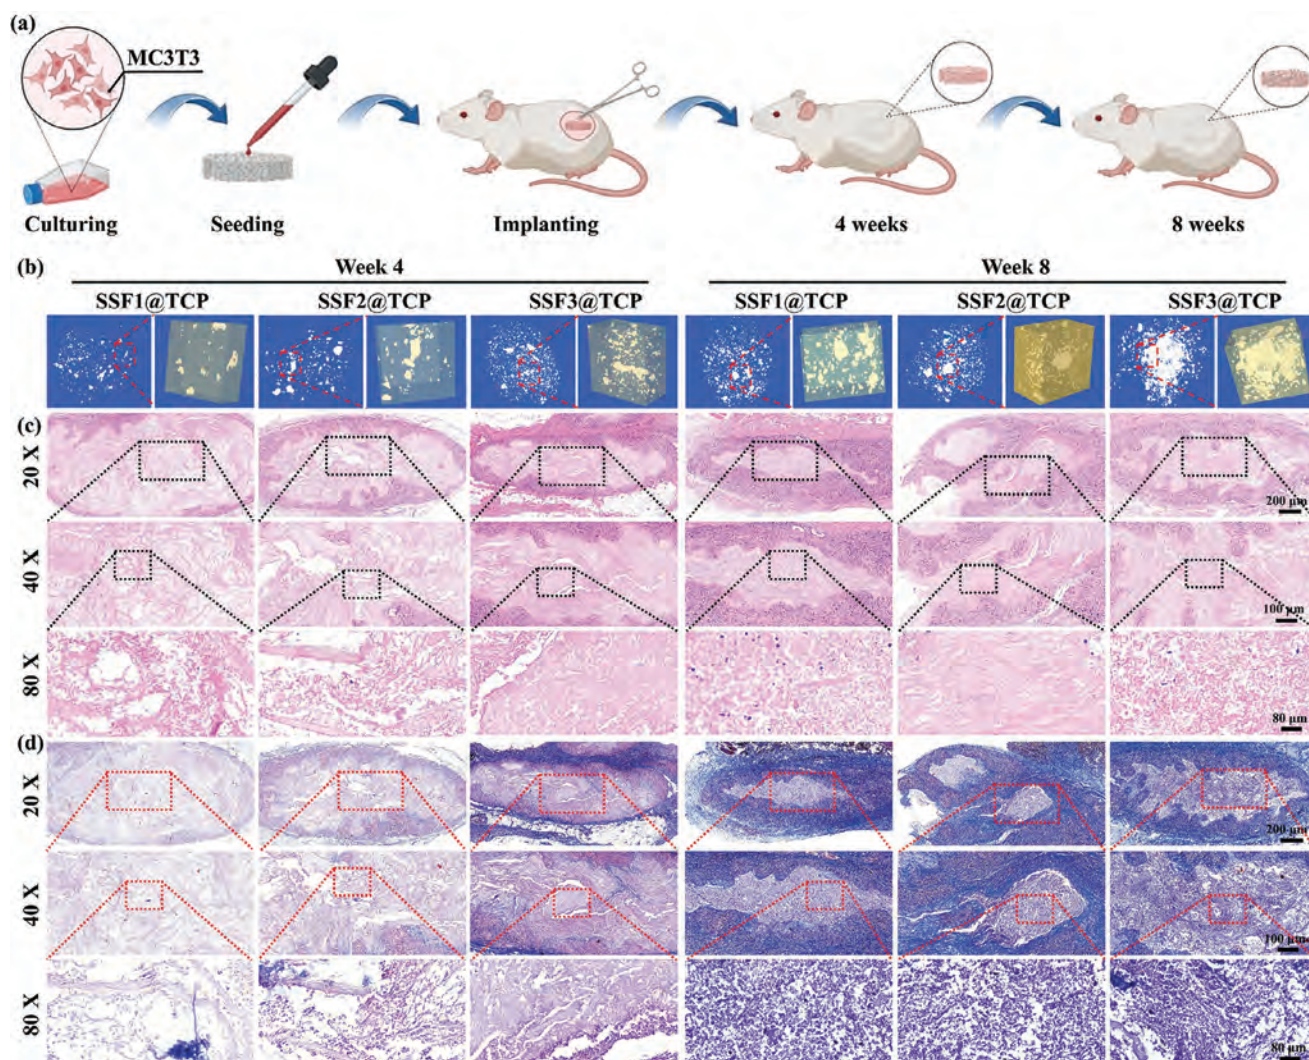 (a)
MC3T3
Culturing
Seeding
Implanting
4 weeks
8 weeks
(b)
Week 4
Week 8
SSF1@TCP
SSF2@TCP
SSF3@TCP
SSF1@TCP
SSF2@TCP
SSF3@TCP
(c)
20 X
200 μm
40 X
100 μm
80 X
80 μm
(d)
20 X
200 μm
40 X
100 μm
80 X
80 μm